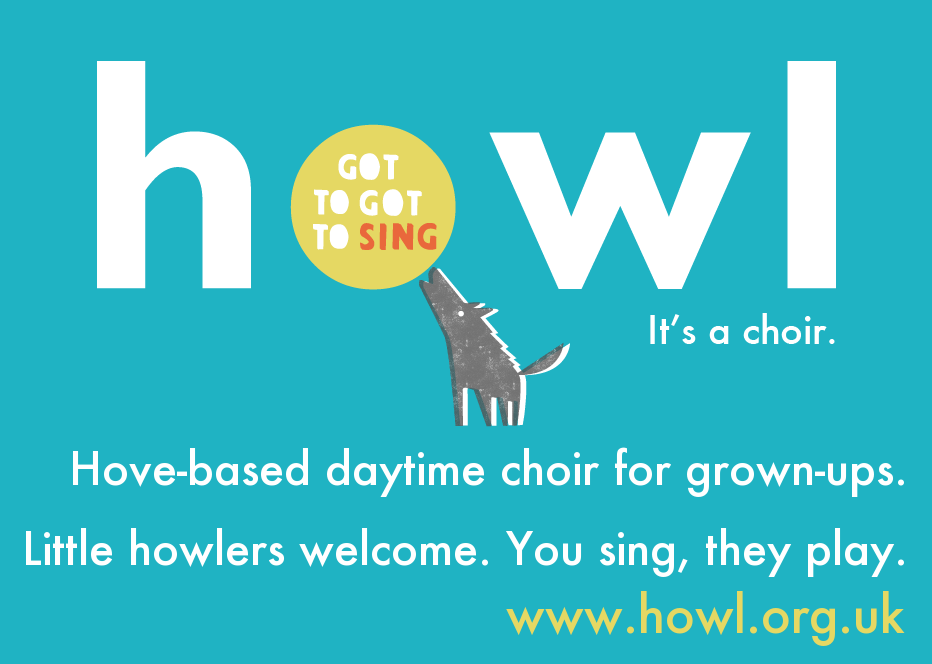 howl
GOT
TO GOT
TO SING
It's a choir.
Hove-based daytime choir for grown-ups.
Little howlers welcome. You sing, they play.
www.howl.org.uk